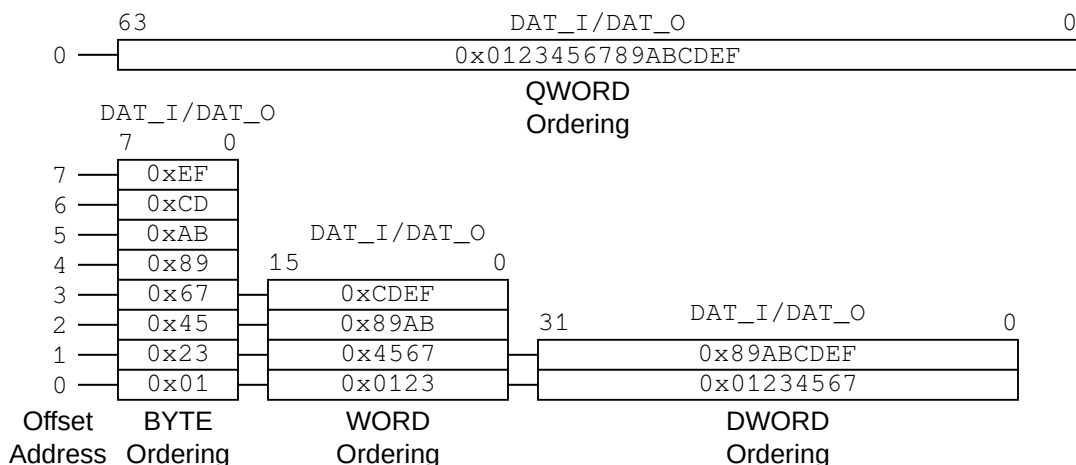 63 DAT_I/DAT_O 0
0 0x0123456789ABCDEF
QWORD
Ordering
DAT_I/DAT_O
7 0
7 0xEF
6 0xCD
5 0xAB DAT_I/DAT_O
4 0x89 15 0
3 0x67 0xCDEF
2 0x45 0x89AB 31 DAT_I/DAT_O 0
1 0x23 0x4567 0x89ABCDEF
0 0x01 0x0123 0x01234567
Offset BYTE WORD DWORD
Address Ordering Ordering Ordering